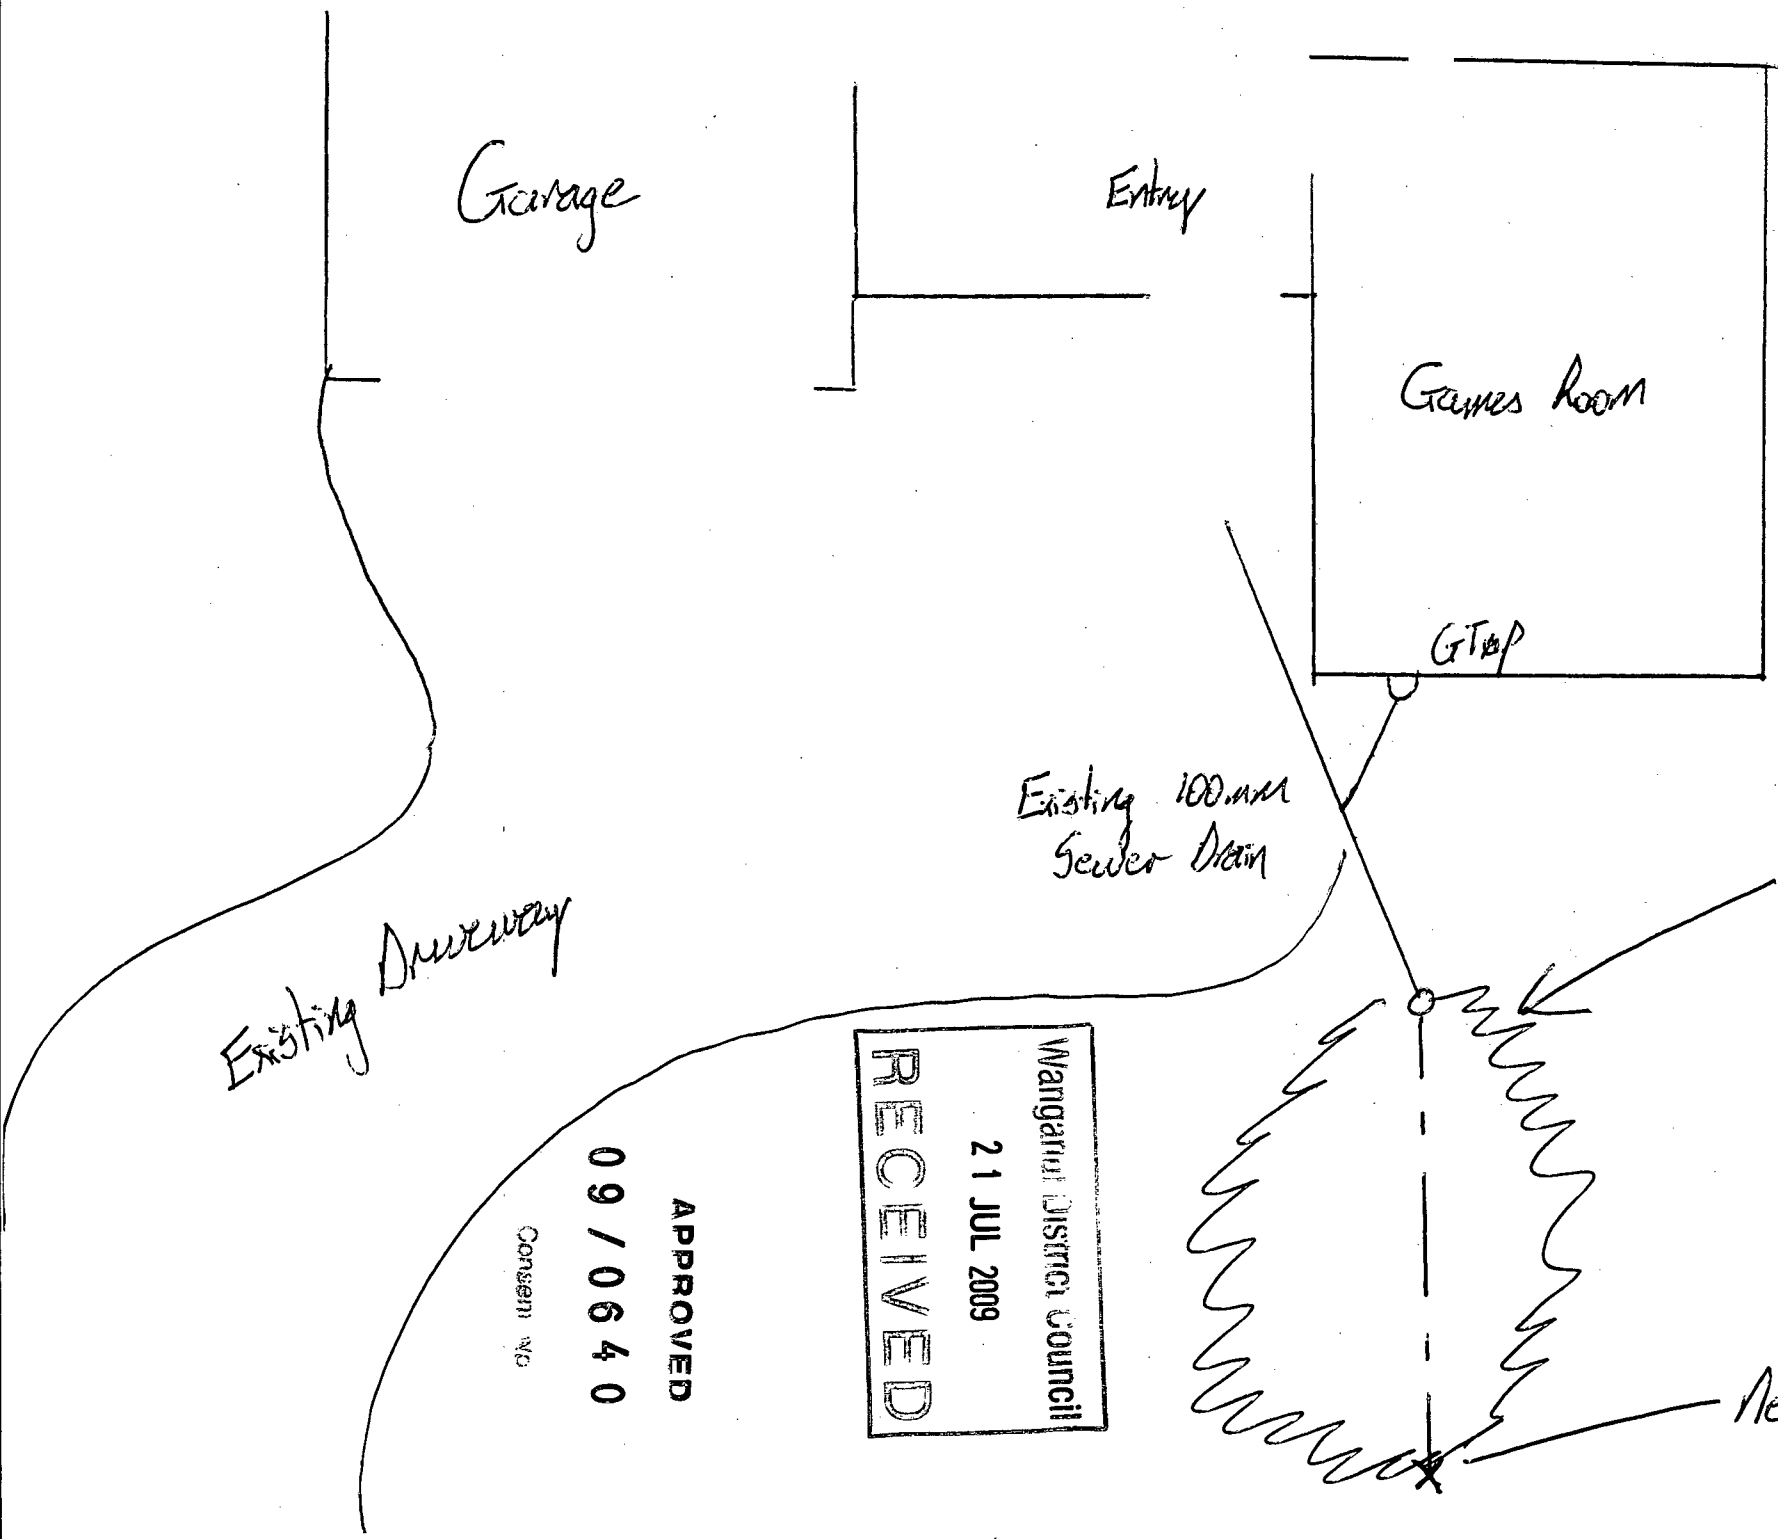 Garage
Entry
Games Room
GTrap
Existing 100mm
Sewer Drain
Existing Driveway
Wanganui District Council
21 JUL 2009
RECEIVED
APPROVED
09/0640
Consent No